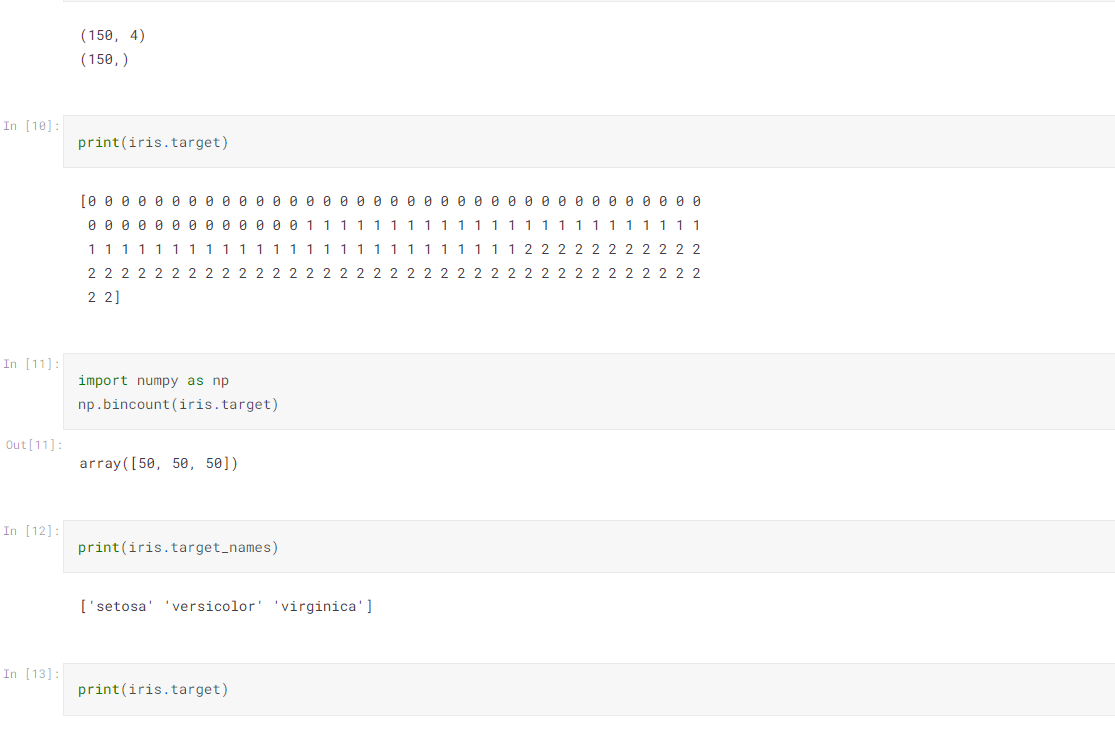 (150, 4)
(150,)
In [10]:
print(iris.target)
[0 0 0 0 0 0 0 0 0 0 0 0 0 0 0 0 0 0 0 0 0 0 0 0 0 0 0 0 0 0 0 0 0 0 0 0 0
0 0 0 0 0 0 0 0 0 0 0 0 0 1 1 1 1 1 1 1 1 1 1 1 1 1 1 1 1 1 1 1 1 1 1 1 1
1 1 1 1 1 1 1 1 1 1 1 1 1 1 1 1 1 1 1 1 1 1 1 1 1 1 2 2 2 2 2 2 2 2 2 2 2
2 2 2 2 2 2 2 2 2 2 2 2 2 2 2 2 2 2 2 2 2 2 2 2 2 2 2 2 2 2 2 2 2 2 2 2 2
2 2]
In [11]:
import numpy as np
np.bincount(iris.target)
Out[11]:
array([50, 50, 50])
In [12]:
print(iris.target_names)
['setosa' 'versicolor' 'virginica']
In [13]:
print(iris.target)